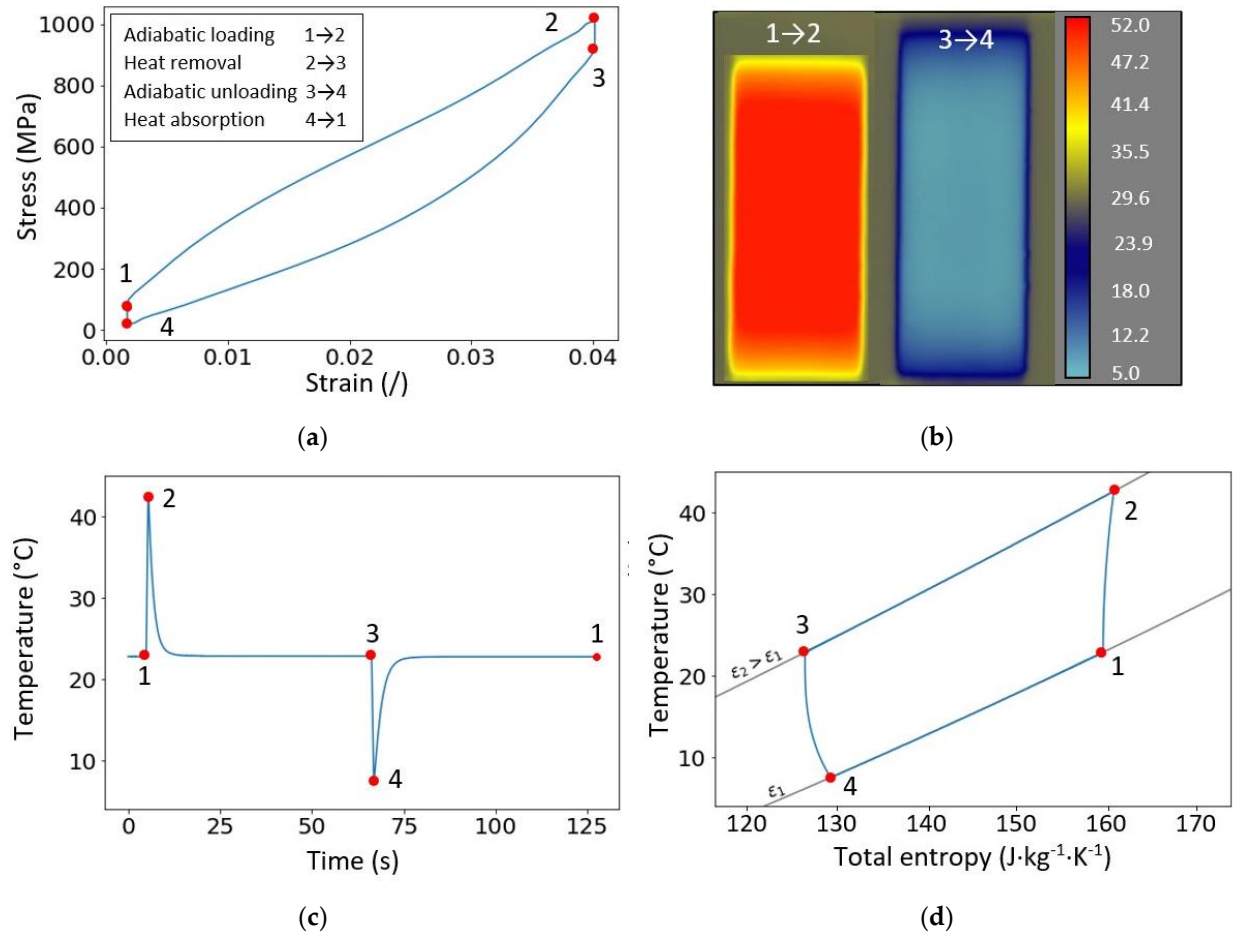 Adiabatic loading 1→2
Heat removal 2→3
Adiabatic unloading 3→4
Heat absorption 4→1
1000
800
600
400
200
0
Stress (MPa)
0.00 0.01 0.02 0.03 0.04
Strain (/)
1
2
3
4
(a)
1→2
3→4
52.0
47.2
41.4
35.5
29.6
23.9
18.0
12.2
5.0
(b)
40
30
20
10
Temperature (°C)
0 25 50 75 100 125
Time (s)
1
2
3
4
1
(c)
40
30
20
10
Temperature (°C)
120 130 140 150 160 170
Total entropy (J·kg⁻¹·K⁻¹)
1
2
3
4
ε₂ > ε₁
ε₁
(d)